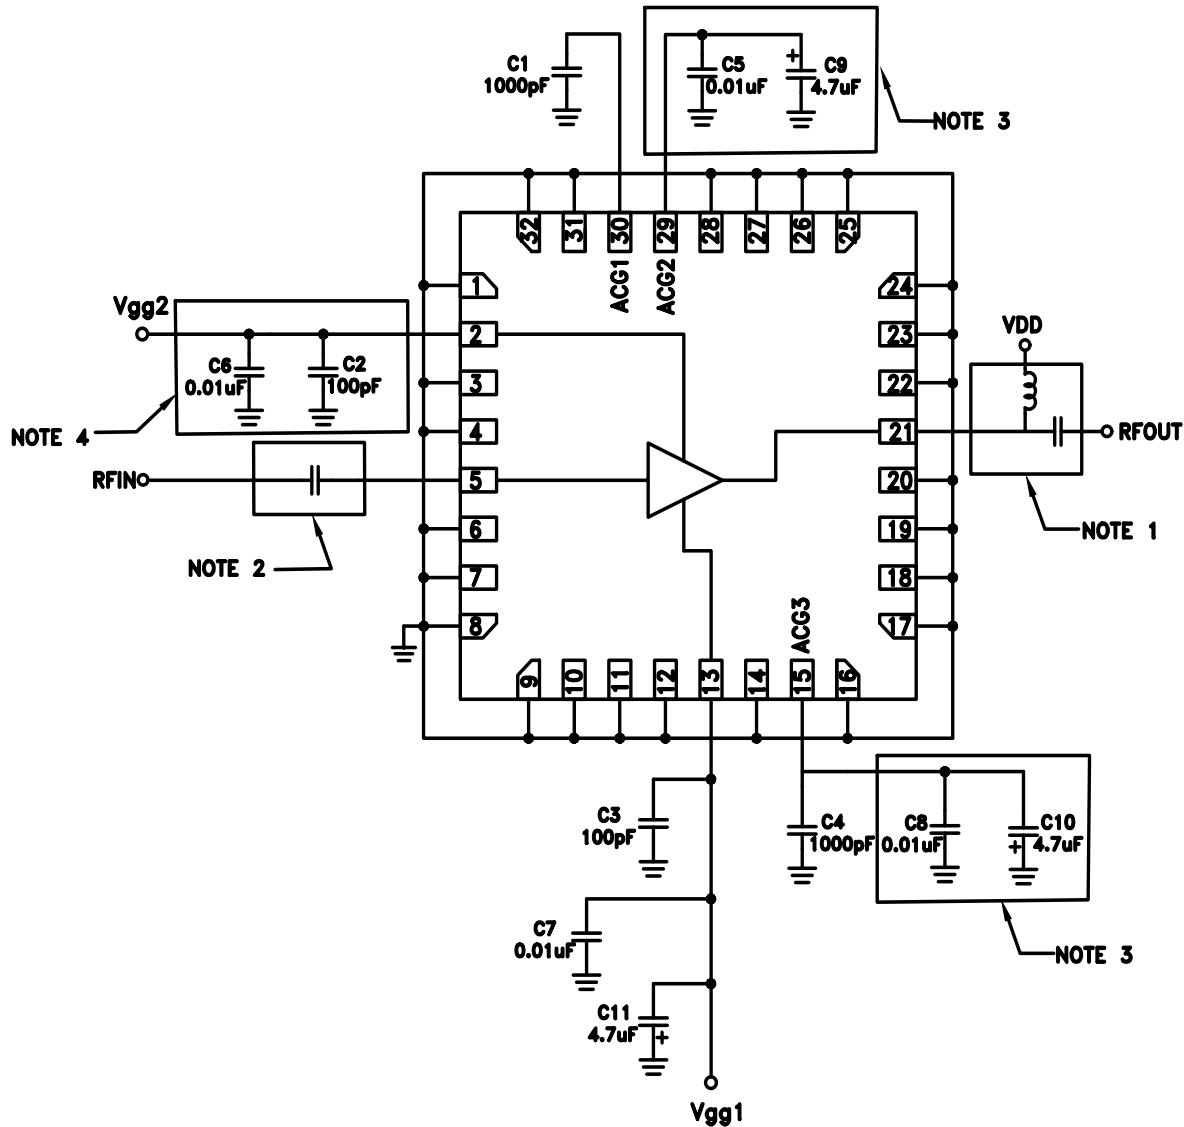 C1
1000pF
C5
0.01uF
+
C9
4.7uF
NOTE 3
32
31
30
29
28
27
26
25
ACG1
ACG2
1
24
Vgg2
2
23
VDD
C6
0.01uF
C2
100pF
3
22
NOTE 4
4
21
RFOUT
RFIN
5
20
6
19
NOTE 1
NOTE 2
7
18
8
17
ACG3
9
10
11
12
13
14
15
16
C3
100pF
C4
1000pF
C8
0.01uF
C10
+
4.7uF
C7
0.01uF
NOTE 3
C11
4.7uF
+
Vgg1